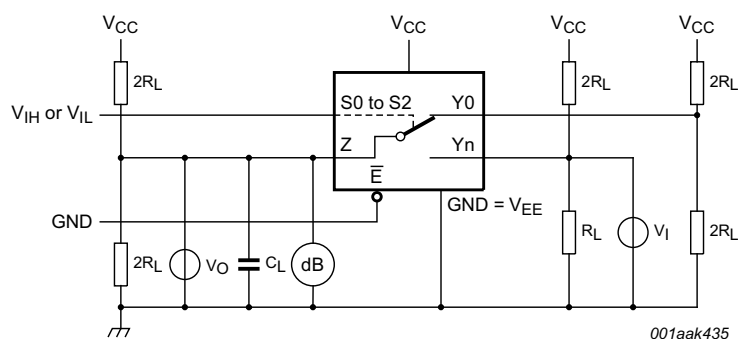 VCC VCC VCC VCC
2RL 2RL 2RL
VIH or VIL S0 to S2 Y0
Z Yn
E̅
GND GND = VEE
2RL VO CL dB RL VI 2RL
001aak435